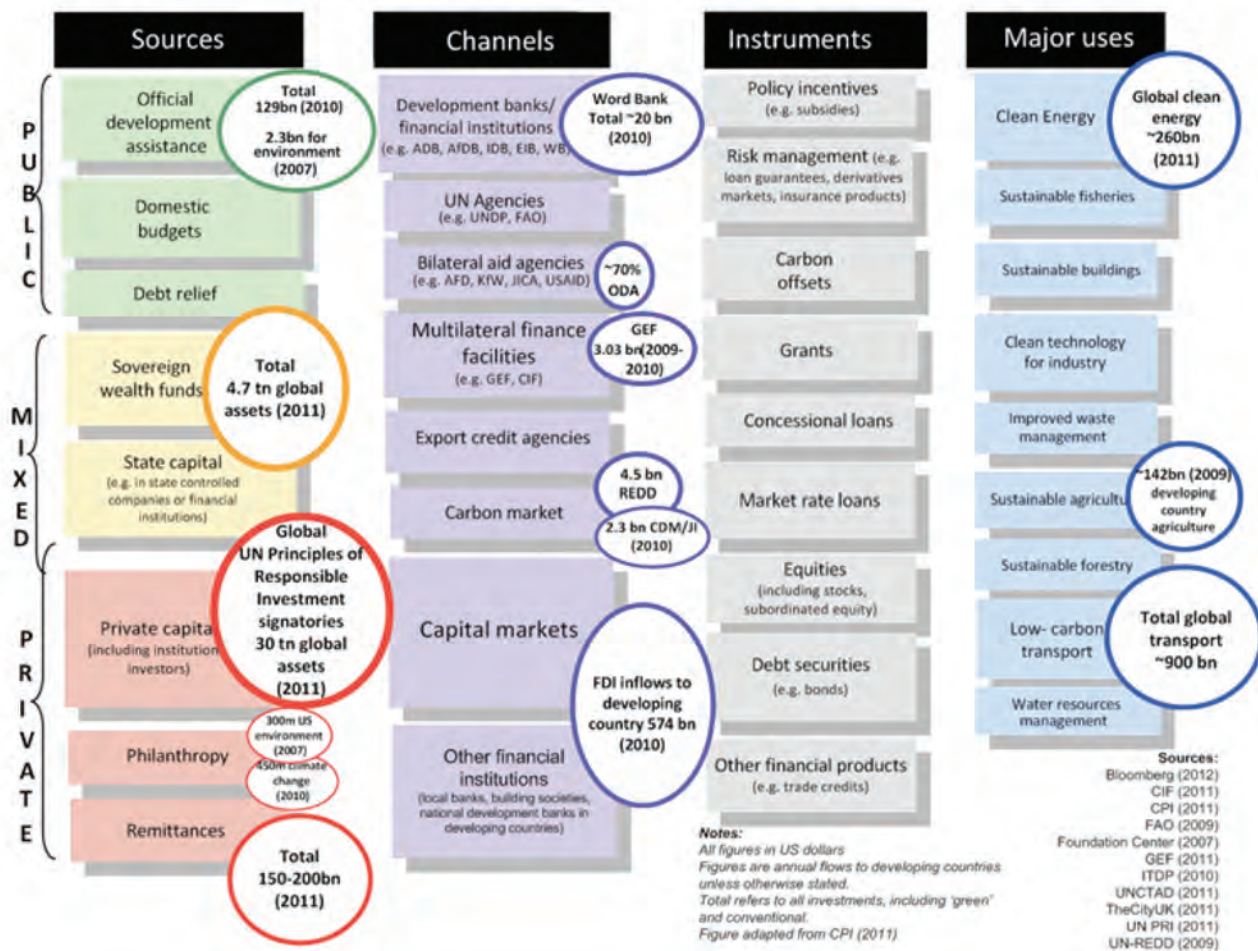 Sources
Channels
Instruments
Major uses
PUBLIC
MIXED
PRIVATE
Official
development
assistance
Total
129bn (2010)
2.3bn for
environment
(2007)
Domestic
budgets
Debt relief
Sovereign
wealth funds
Total
4.7 tn global
assets (2011)
State capital
(e.g. in state controlled
companies or financial
institutions)
Private capita
(including institution
investors)
Global
UN Principles of
Responsible
Investment
signatories
30 tn global
assets
(2011)
Philanthropy
300m US
environment
(2007)
450m climate
change
(2010)
Remittances
Total
150-200bn
(2011)
Development banks/
financial institutions
(e.g. ADB, AfDB, IDB, EIB, WB)
Word Bank
Total ~20 bn
(2010)
UN Agencies
(e.g. UNDP, FAO)
Bilateral aid agencies
(e.g. AFD, KfW, JICA, USAID)
~70%
ODA
Multilateral finance
facilities
(e.g. GEF, CIF)
GEF
3.03 bn(2009-
2010)
Export credit agencies
Carbon market
4.5 bn
REDD
2.3 bn CDM/JI
(2010)
Capital markets
FDI inflows to
developing
country 574 bn
(2010)
Other financial
institutions
(local banks, building societies,
national development banks in
developing countries)
Policy incentives
(e.g. subsidies)
Risk management (e.g.
loan guarantees, derivatives
markets, insurance products)
Carbon
offsets
Grants
Concessional loans
Market rate loans
Equities
(including stocks,
subordinated equity)
Debt securities
(e.g. bonds)
Other financial products
(e.g. trade credits)
Clean Energy
Global clean
energy
~260bn
(2011)
Sustainable fisheries
Sustainable buildings
Clean technology
for industry
Improved waste
management
Sustainable agricultu
~142bn (2009)
developing
country
agriculture
Sustainable forestry
Low- carbon
transport
Total global
transport
~900 bn
Water resources
management
Notes:
All figures in US dollars
Figures are annual flows to developing countries
unless otherwise stated.
Total refers to all investments, including 'green'
and conventional.
Figure adapted from CPI (2011)
Sources:
Bloomberg (2012)
CIF (2011)
CPI (2011)
FAO (2009)
Foundation Center (2007)
GEF (2011)
ITDP (2010)
UNCTAD (2011)
TheCityUK (2011)
UN PRI (2011)
UN-REDD (2009)